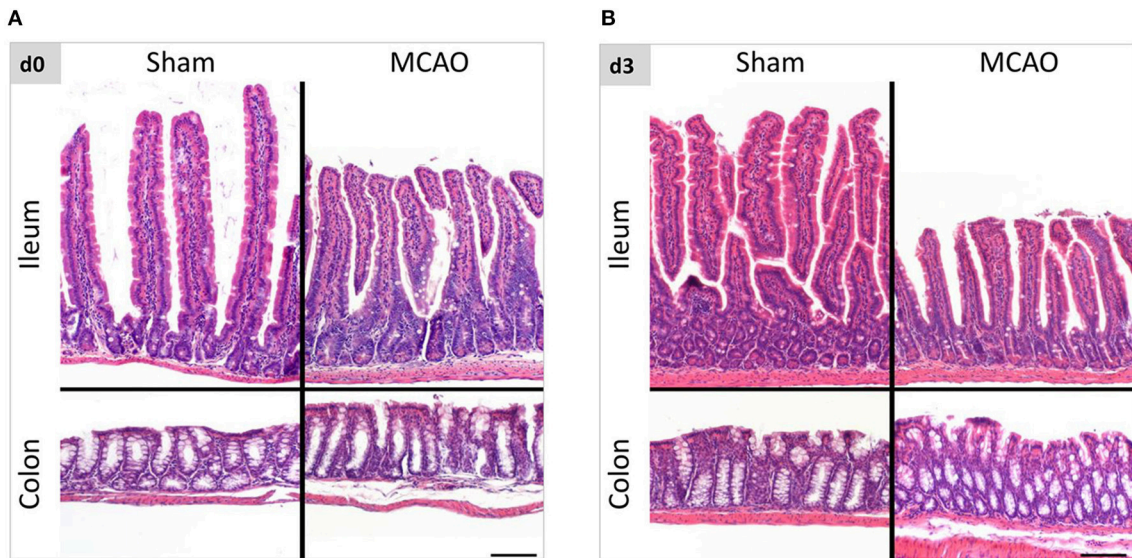 A
d0
Sham
MCAO
Ileum
Colon
B
d3
Sham
MCAO
Ileum
Colon